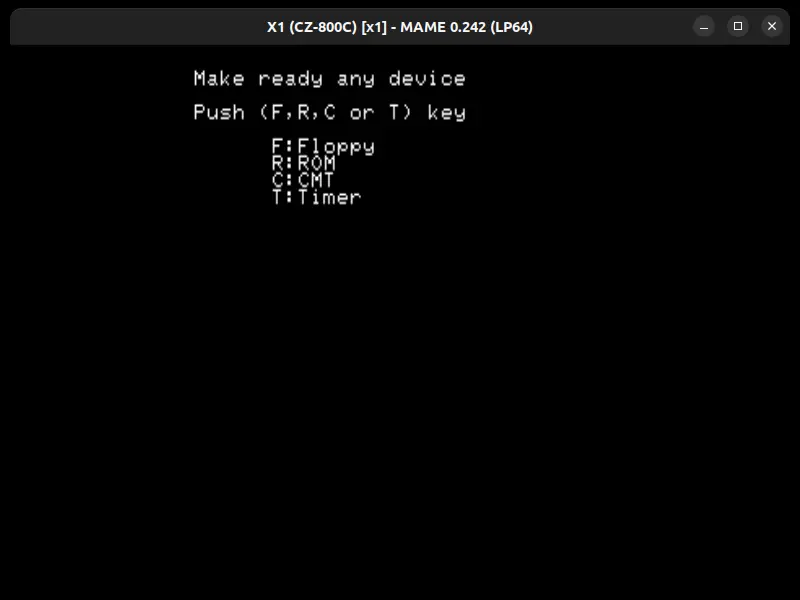 X1 (CZ-800C) [x1] - MAME 0.242 (LP64)
Make ready any device
Push (F,R,C or T) key
F:Floppy
R:ROM
C:CMT
T:Timer